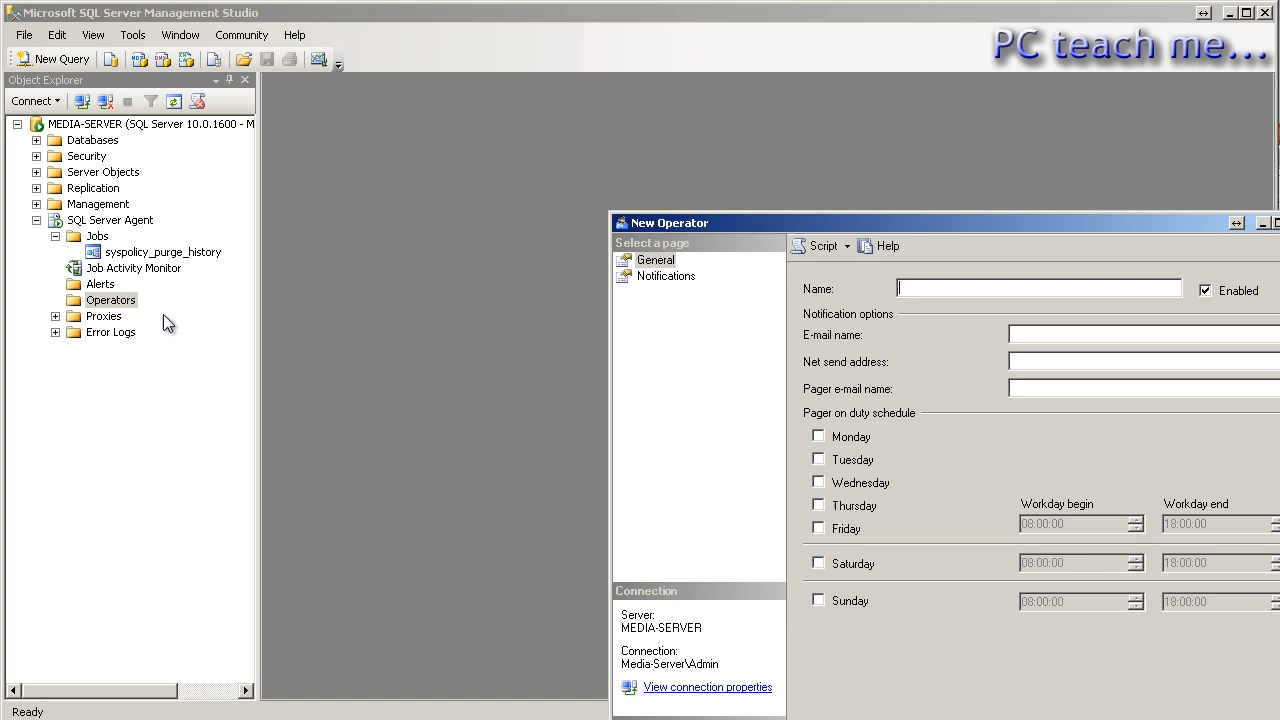 Microsoft SQL Server Management Studio
File Edit View Tools Window Community Help
PC teach me...
New Query
Object Explorer
Connect
MEDIA-SERVER (SQL Server 10.0.1600 - M
Databases
Security
Server Objects
Replication
Management
SQL Server Agent
Jobs
syspolicy_purge_history
Job Activity Monitor
Alerts
Operators
Proxies
Error Logs
Ready
New Operator
Select a page
General
Notifications
Script Help
Name:
Enabled
Notification options
E-mail name:
Net send address:
Pager e-mail name:
Pager on duty schedule
Monday
Tuesday
Wednesday
Thursday
Workday begin Workday end
Friday 08:00:00 18:00:00
Saturday 08:00:00 18:00:00
Sunday 08:00:00 18:00:00
Connection
Server:
MEDIA-SERVER
Connection:
Media-Server\Admin
View connection properties